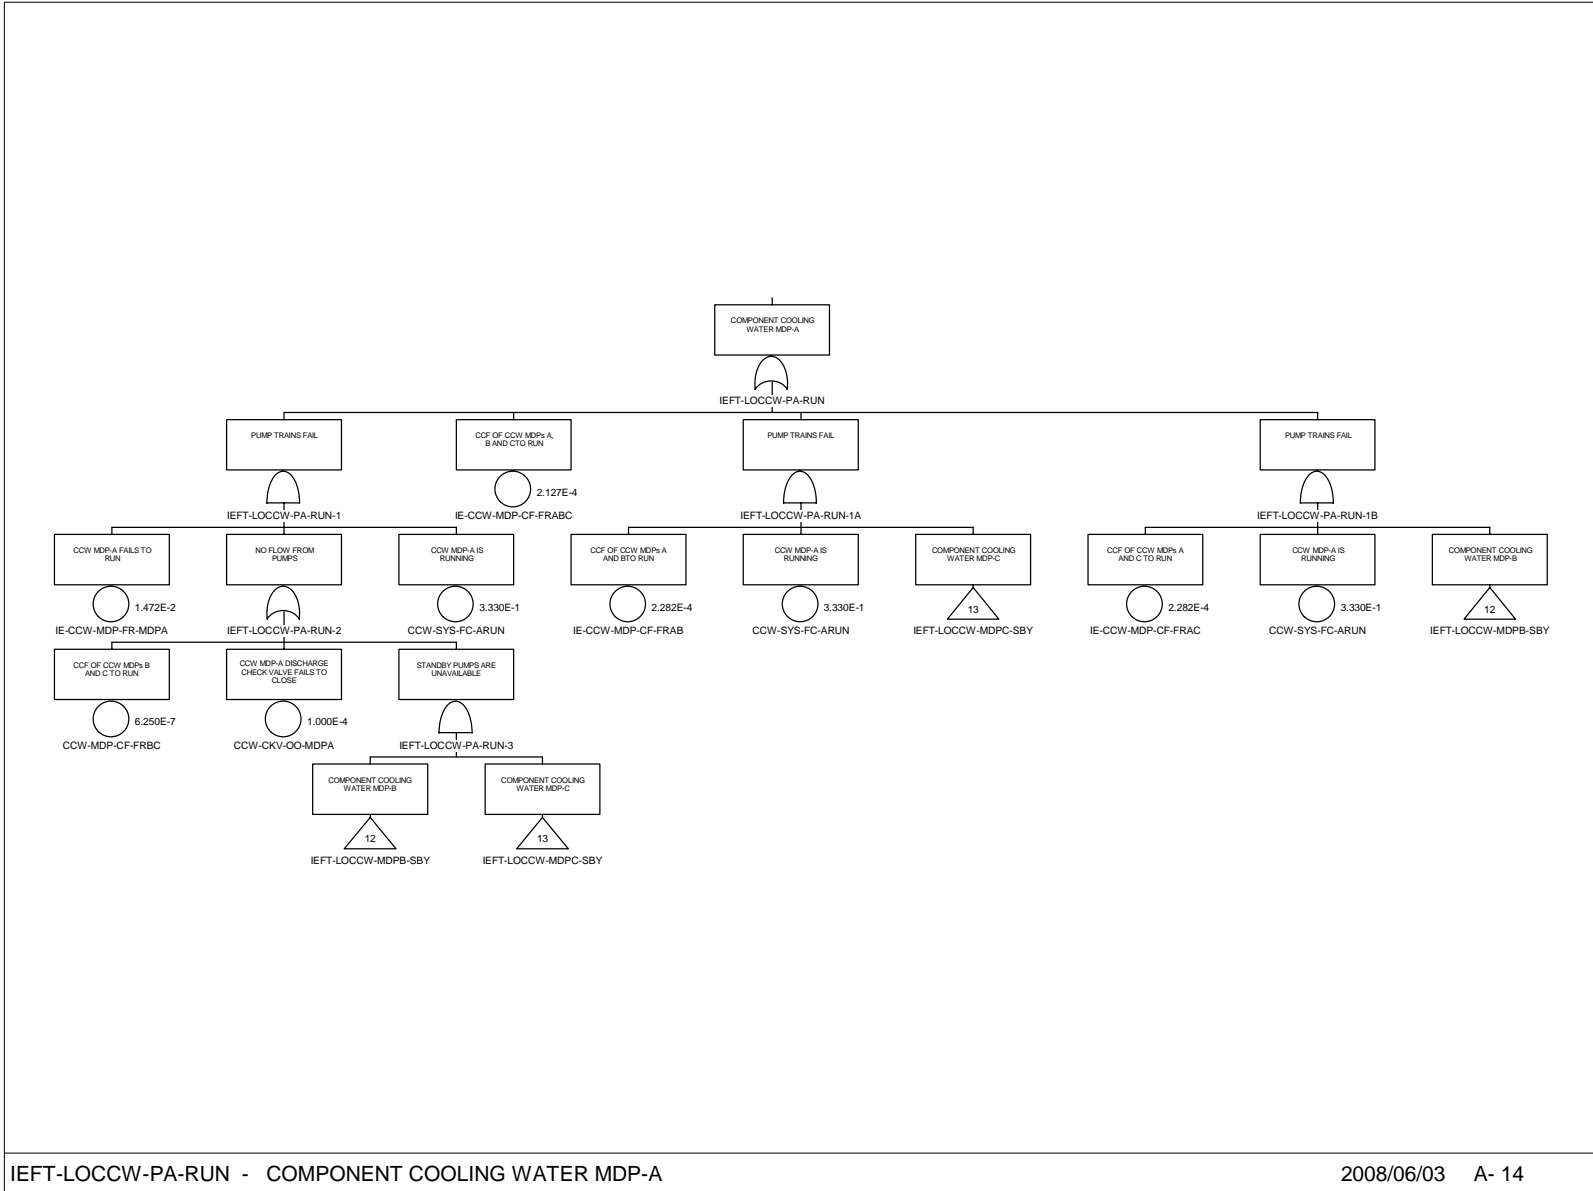 COMPONENT COOLING
WATER MDP-A
IEFT-LOCCW-PA-RUN
PUMP TRAINS FAIL
IEFT-LOCCW-PA-RUN-1
CCF OF CCW MDPs A,
B AND CTO RUN
2.127E-4
IE-CCW-MDP-CF-FRABC
PUMP TRAINS FAIL
IEFT-LOCCW-PA-RUN-1A
PUMP TRAINS FAIL
IEFT-LOCCW-PA-RUN-1B
CCW MDP-A FAILS TO
RUN
1.472E-2
IE-CCW-MDP-FR-MDPA
NO FLOW FROM
PUMPS
IEFT-LOCCW-PA-RUN-2
CCW MDP-A IS
RUNNING
3.330E-1
CCW-SYS-FC-ARUN
CCF OF CCW MDPs A
AND BTO RUN
2.282E-4
IE-CCW-MDP-CF-FRAB
CCW MDP-A IS
RUNNING
3.330E-1
CCW-SYS-FC-ARUN
COMPONENT COOLING
WATER MDP-C
13
IEFT-LOCCW-MDPC-SBY
CCF OF CCW MDPs A
AND C TO RUN
2.282E-4
IE-CCW-MDP-CF-FRAC
CCW MDP-A IS
RUNNING
3.330E-1
CCW-SYS-FC-ARUN
COMPONENT COOLING
WATER MDP-B
12
IEFT-LOCCW-MDPB-SBY
CCF OF CCW MDPs B
AND C TO RUN
6.250E-7
CCW-MDP-CF-FRBC
CCW MDP-A DISCHARGE
CHECK VALVE FAILS TO
CLOSE
1.000E-4
CCW-CKV-OO-MDPA
STANDBY PUMPS ARE
UNAVAILABLE
IEFT-LOCCW-PA-RUN-3
COMPONENT COOLING
WATER MDP-B
12
IEFT-LOCCW-MDPB-SBY
COMPONENT COOLING
WATER MDP-C
13
IEFT-LOCCW-MDPC-SBY
IEFT-LOCCW-PA-RUN - COMPONENT COOLING WATER MDP-A
2008/06/03 A- 14